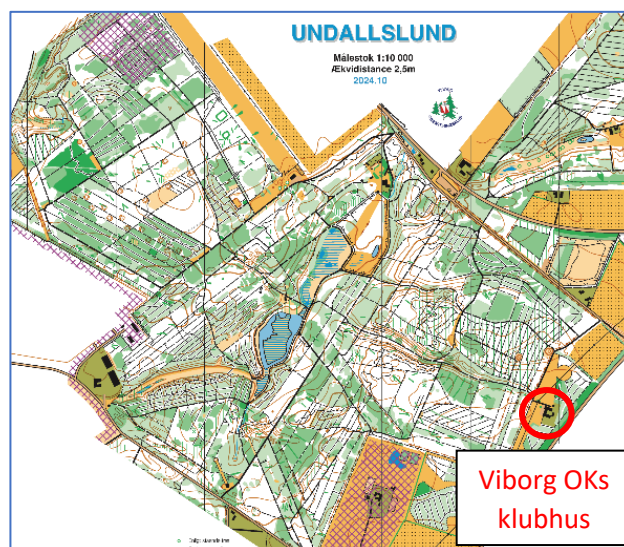 UNDALLSLUND
Målestok 1:10 000
Ækvidistance 2,5m
2024.10
Viborg OKs
klubhus